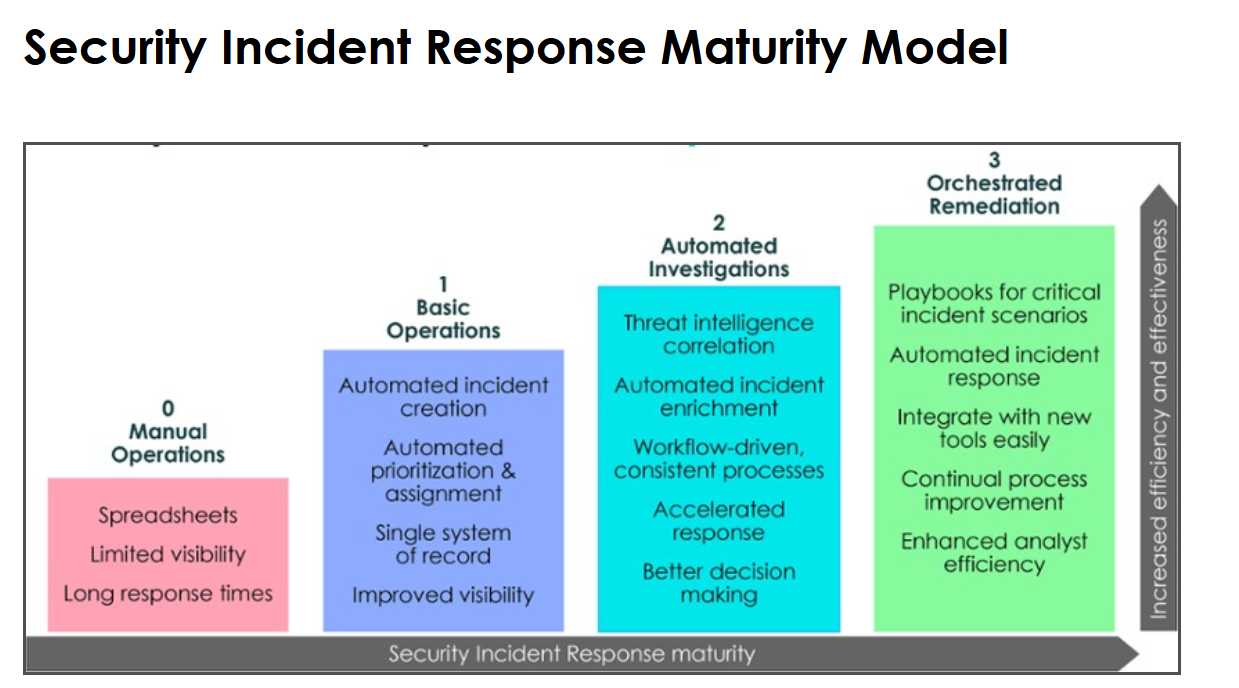 Security Incident Response Maturity Model
0
Manual
Operations
Spreadsheets
Limited visibility
Long response times
1
Basic
Operations
Automated incident
creation
Automated
prioritization &
assignment
Single system
of record
Improved visibility
2
Automated
Investigations
Threat intelligence
correlation
Automated incident
enrichment
Workflow-driven,
consistent processes
Accelerated
response
Better decision
making
3
Orchestrated
Remediation
Playbooks for critical
incident scenarios
Automated incident
response
Integrate with new
tools easily
Continual process
improvement
Enhanced analyst
efficiency
Increased efficiency and effectiveness
Security Incident Response maturity